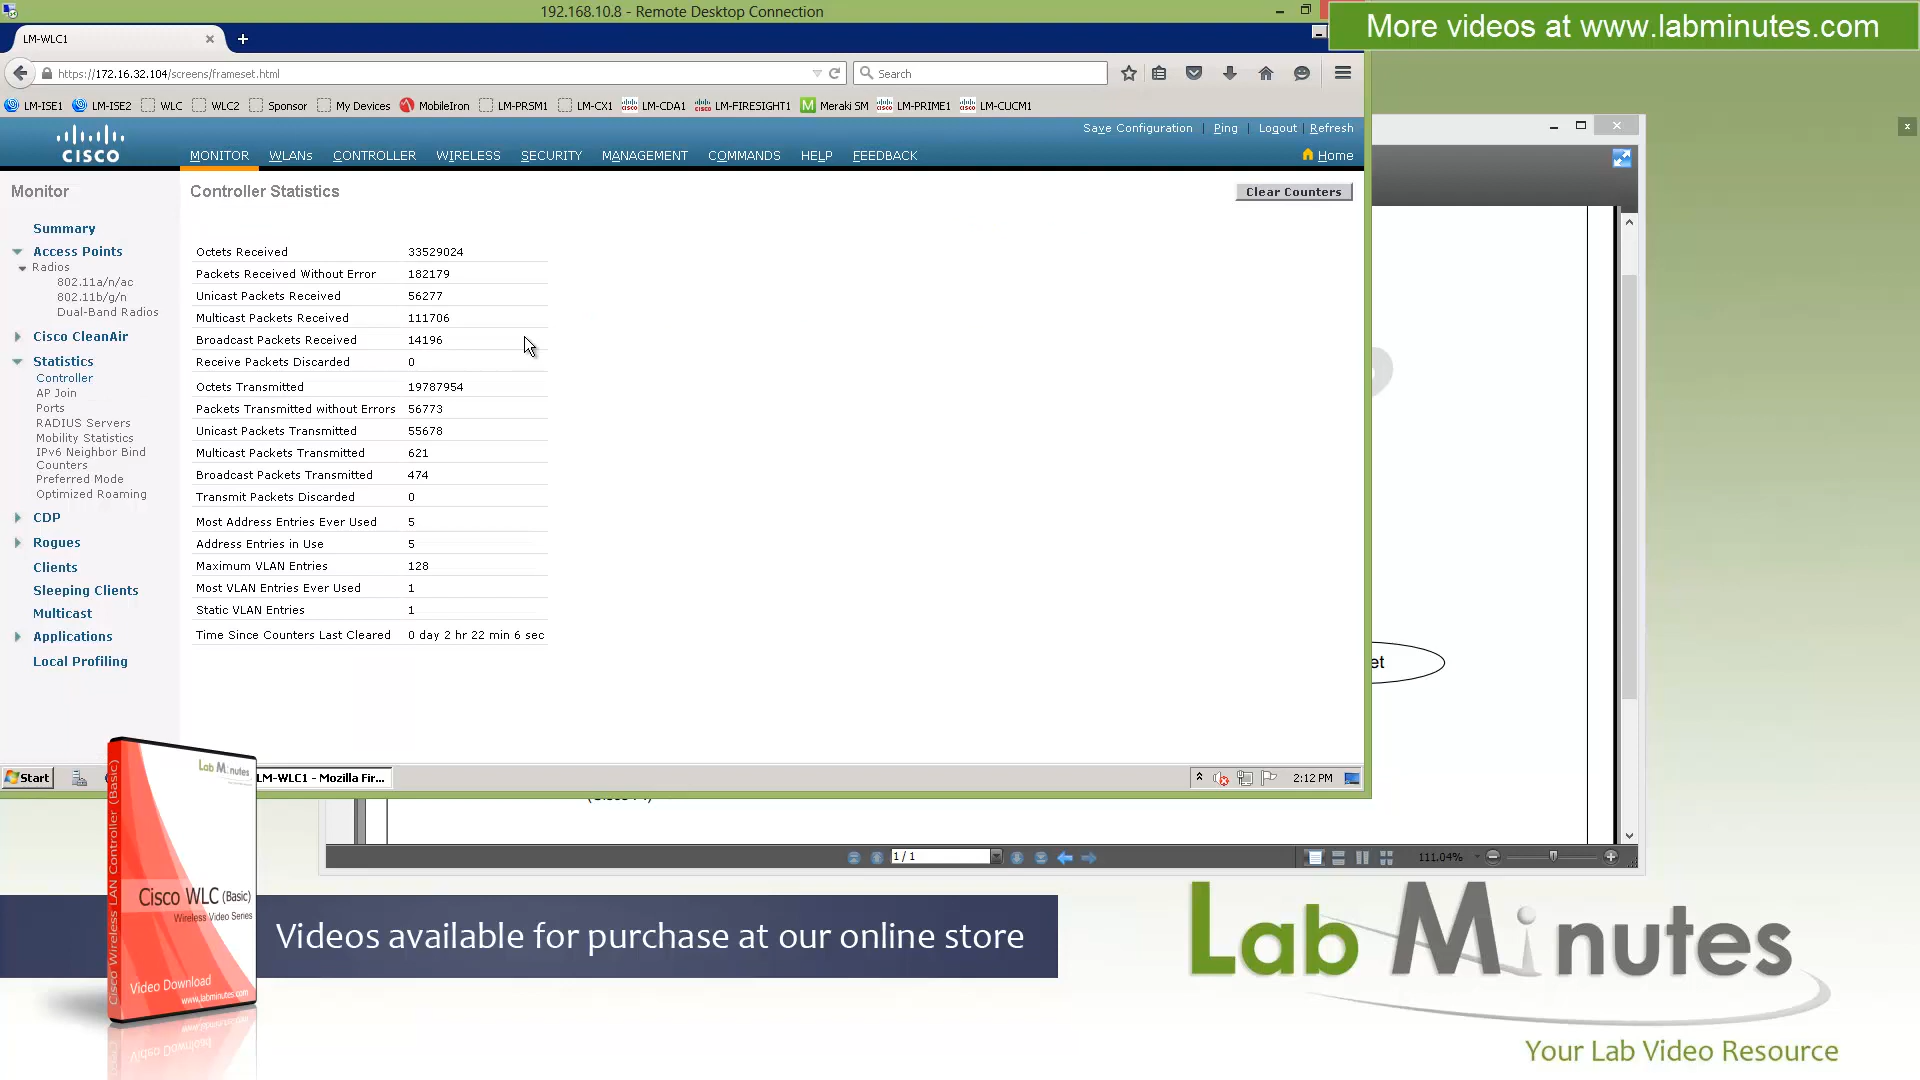 192.168.10.8 - Remote Desktop Connection
More videos at www.labminutes.com
LM-WLC1
https://172.16.32.104/screens/frameset.html
Search
LM-ISE1 LM-ISE2 WLC WLC2 Sponsor My Devices MobileIron LM-PRSM1 LM-CX1 LM-CDA1 LM-FIRESIGHT1 Meraki SM LM-PRIME1 LM-CUCM1
Save Configuration | Ping | Logout | Refresh
CISCO
MONITOR WLANs CONTROLLER WIRELESS SECURITY MANAGEMENT COMMANDS HELP FEEDBACK Home
Monitor
Summary
Access Points
Radios
802.11a/n/ac
802.11b/g/n
Dual-Band Radios
Cisco CleanAir
Statistics
Controller
AP Join
Ports
RADIUS Servers
Mobility Statistics
IPv6 Neighbor Bind
Counters
Preferred Mode
Optimized Roaming
CDP
Rogues
Clients
Sleeping Clients
Multicast
Applications
Local Profiling
Controller Statistics
Clear Counters
Octets Received 33529024
Packets Received Without Error 182179
Unicast Packets Received 56277
Multicast Packets Received 111706
Broadcast Packets Received 14196
Receive Packets Discarded 0
Octets Transmitted 19787954
Packets Transmitted without Errors 56773
Unicast Packets Transmitted 55678
Multicast Packets Transmitted 621
Broadcast Packets Transmitted 474
Transmit Packets Discarded 0
Most Address Entries Ever Used 5
Address Entries in Use 5
Maximum VLAN Entries 128
Most VLAN Entries Ever Used 1
Static VLAN Entries 1
Time Since Counters Last Cleared 0 day 2 hr 22 min 6 sec
et
Start
LM-WLC1 - Mozilla Fir...
2:12 PM
1 / 1
111.04%
Lab Minutes
Cisco Wireless LAN Controller (Basic)
Cisco WLC (Basic)
Wireless Video Series
Video Download
www.labminutes.com
Videos available for purchase at our online store
Lab Minutes
Your Lab Video Resource